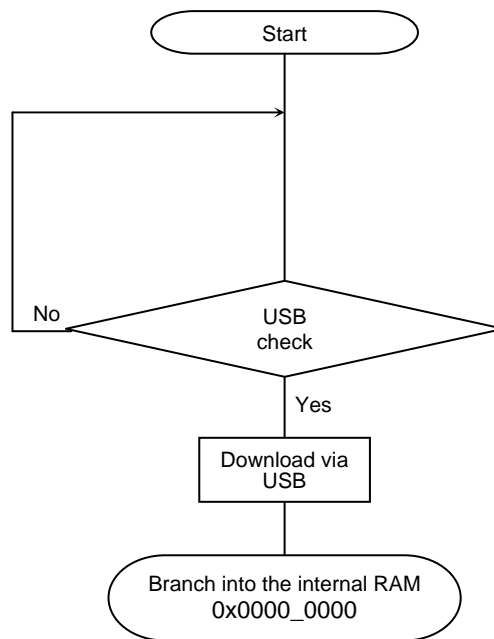 Start
No
USB
check
Yes
Download via
USB
Branch into the internal RAM
0x0000_0000